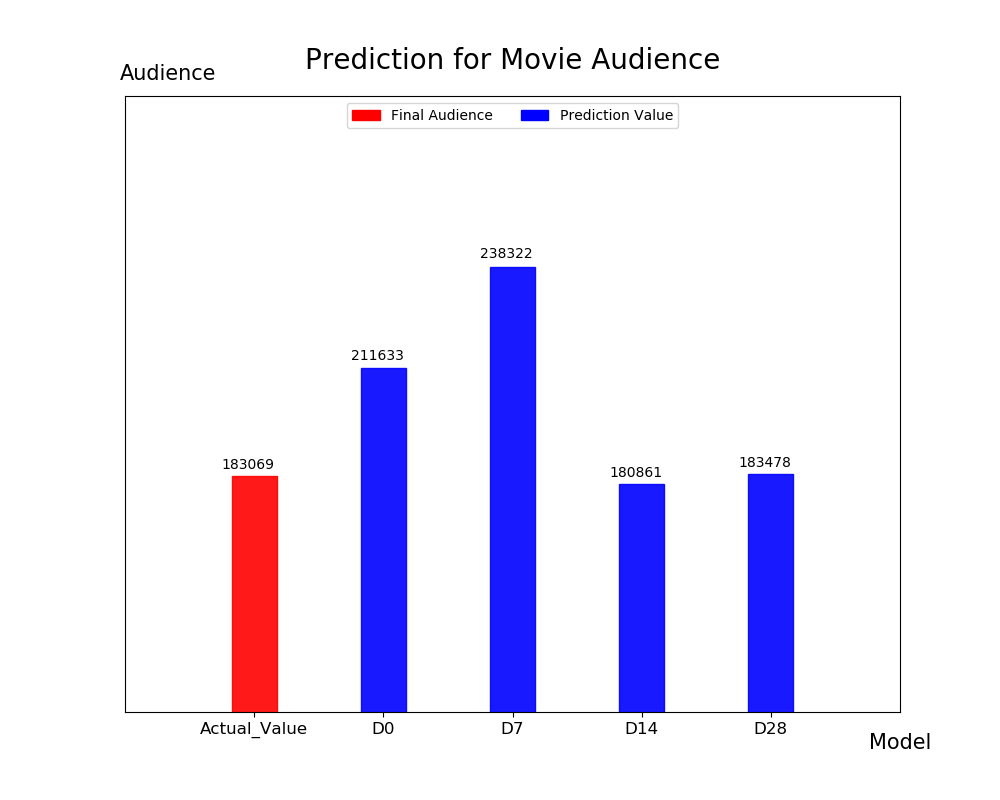 Prediction for Movie Audience
Audience
Final Audience
Prediction Value
238322
211633
183069
180861
183478
Actual_Value
D0
D7
D14
D28
Model